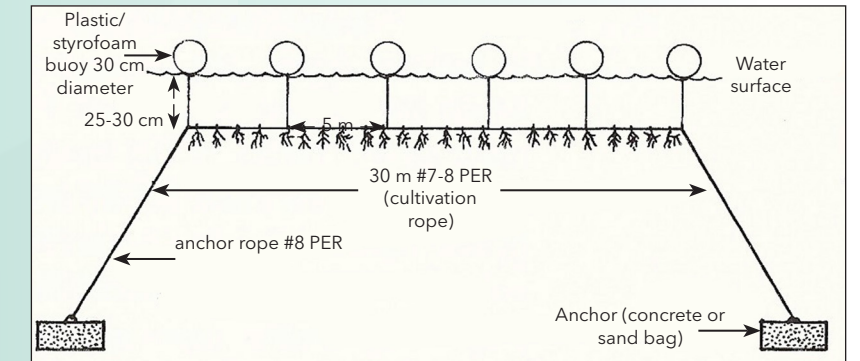 Plastic/
styrofoam
buoy 30 cm
diameter
Water
surface
25-30 cm
5 m
30 m #7-8 PER
(cultivation
rope)
anchor rope #8 PER
Anchor (concrete or
sand bag)